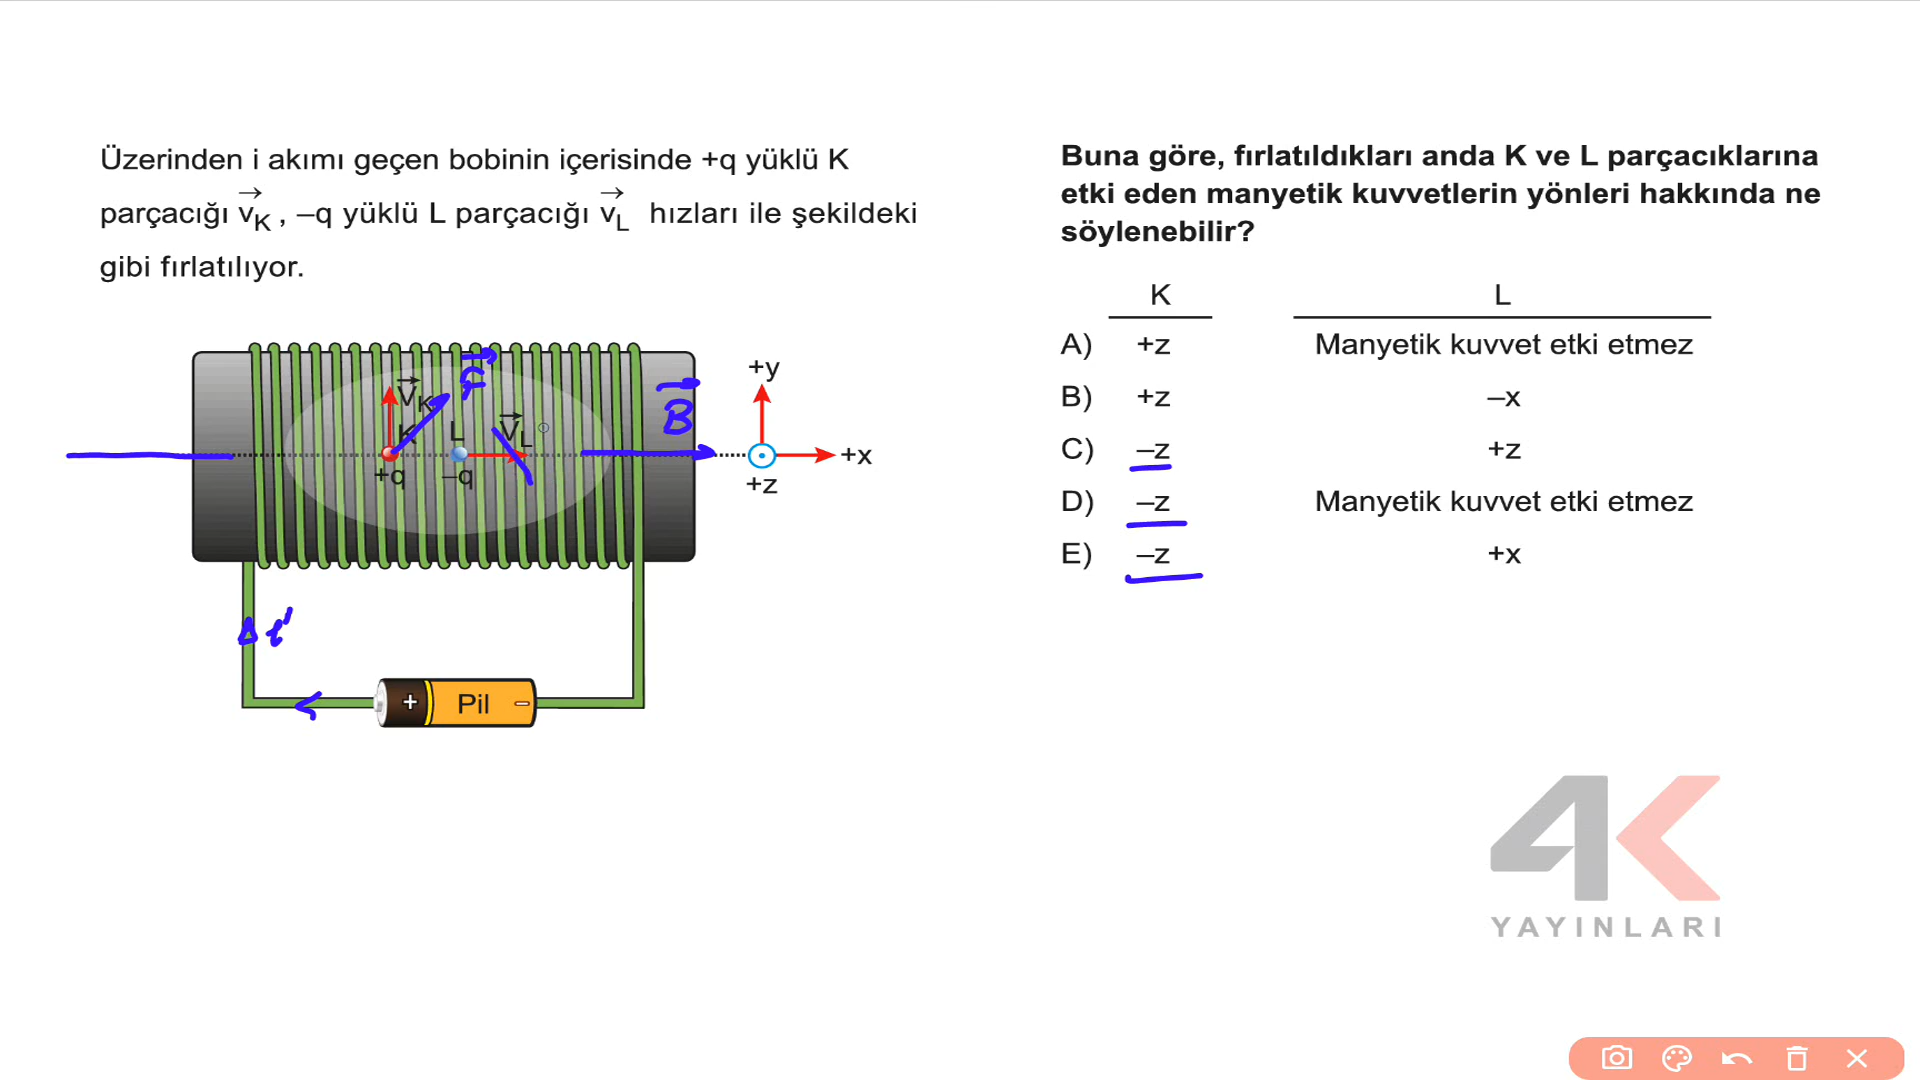 Üzerinden i akımı geçen bobinin içerisinde +q yüklü K
parçacığı v⃗K , –q yüklü L parçacığı v⃗L hızları ile şekildeki
gibi fırlatılıyor.
v⃗K
F⃗
K
L
v⃗L
+q
–q
B⃗
+y
+x
+z
i
+ Pil –
Buna göre, fırlatıldıkları anda K ve L parçacıklarına
etki eden manyetik kuvvetlerin yönleri hakkında ne
söylenebilir?
K L
A) +z Manyetik kuvvet etki etmez
B) +z –x
C) –z +z
D) –z Manyetik kuvvet etki etmez
E) –z +x
4K
YAYINLARI